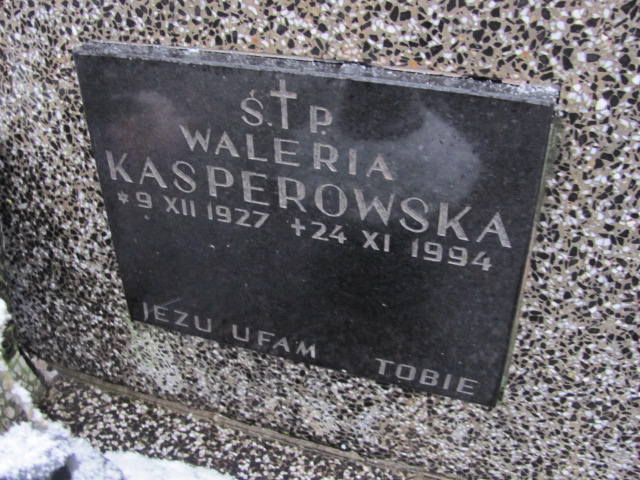 Ś.†P.
WALERIA
KASPEROWSKA
*9 XII 1927 +24 XI 1994
JEZU UFAM TOBIE